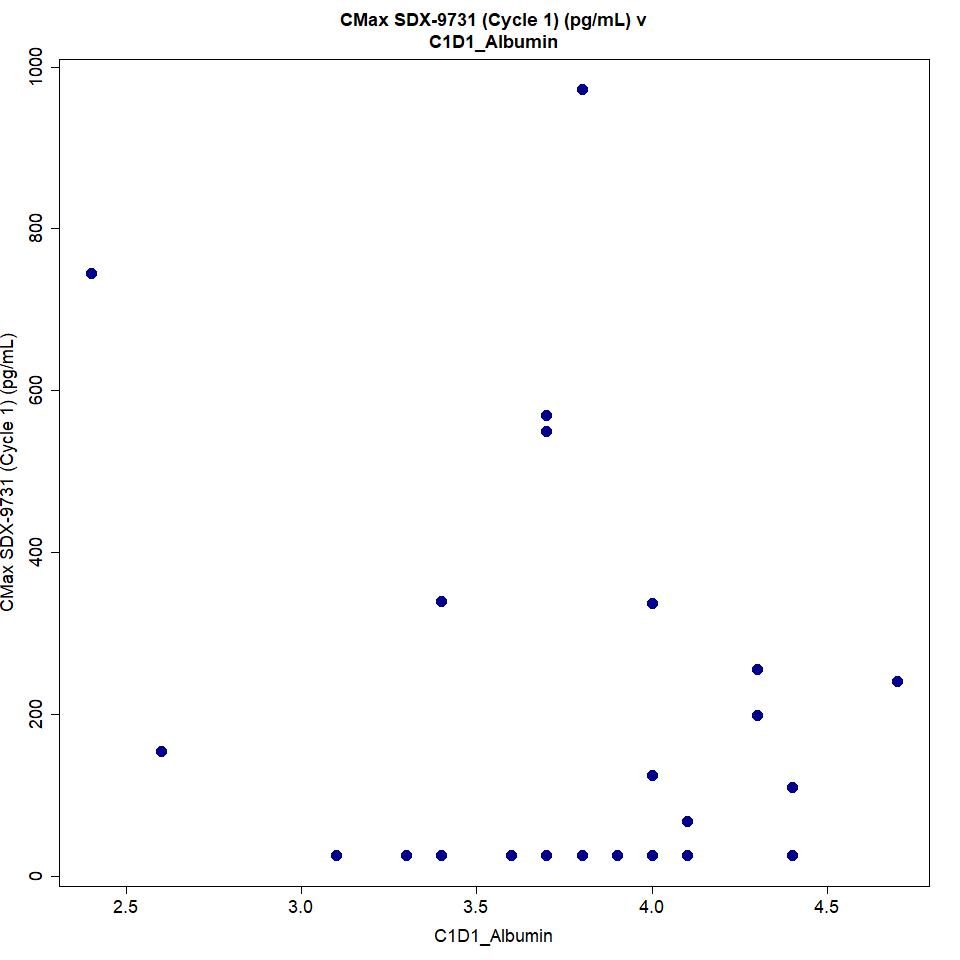 CMax SDX-9731 (Cycle 1) (pg/mL) v
C1D1_Albumin
1000
800
600
400
200
0
CMax SDX-9731 (Cycle 1) (pg/mL)
2.5 3.0 3.5 4.0 4.5
C1D1_Albumin